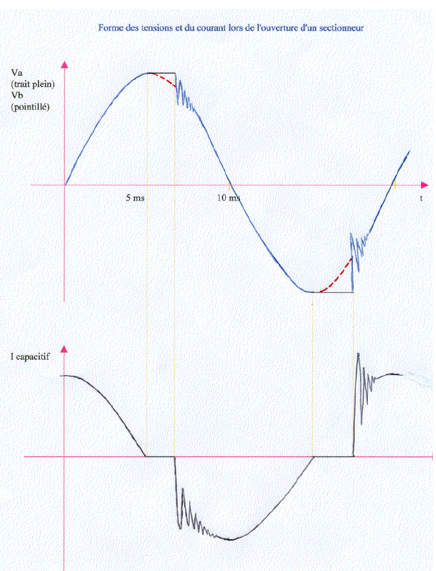 Forme des tensions et du courant lors de l'ouverture d'un sectionneur
Va
(trait plein)
Vb
(pointillé)
5 ms
10 ms
t
I capacitif